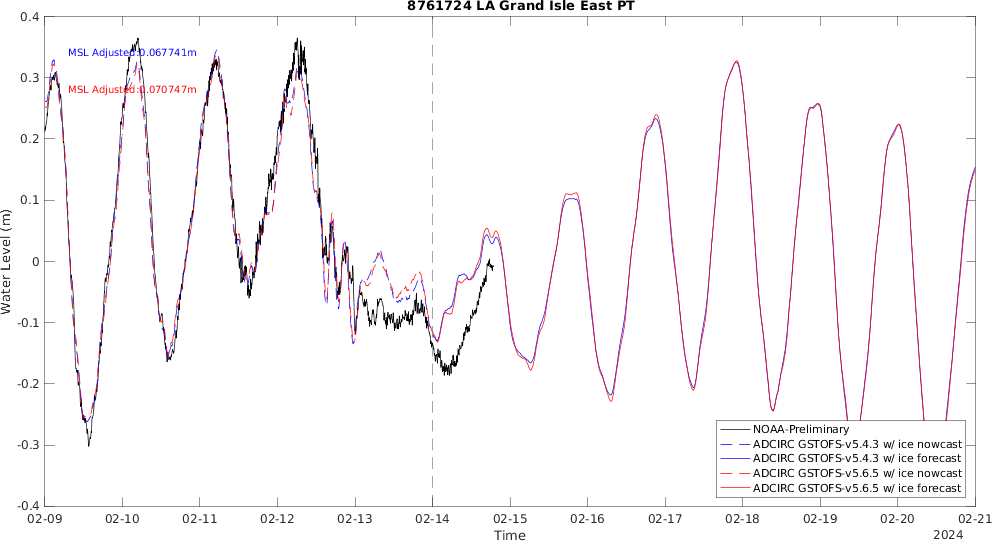 8761724 LA Grand Isle East PT
0.4
0.3
0.2
0.1
0
-0.1
-0.2
-0.3
-0.4
Water Level (m)
MSL Adjusted:0.067741m
MSL Adjusted:0.070747m
NOAA-Preliminary
ADCIRC GSTOFS-v5.4.3 w/ ice nowcast
ADCIRC GSTOFS-v5.4.3 w/ ice forecast
ADCIRC GSTOFS-v5.6.5 w/ ice nowcast
ADCIRC GSTOFS-v5.6.5 w/ ice forecast
02-09 02-10 02-11 02-12 02-13 02-14 02-15 02-16 02-17 02-18 02-19 02-20 02-21
Time
2024